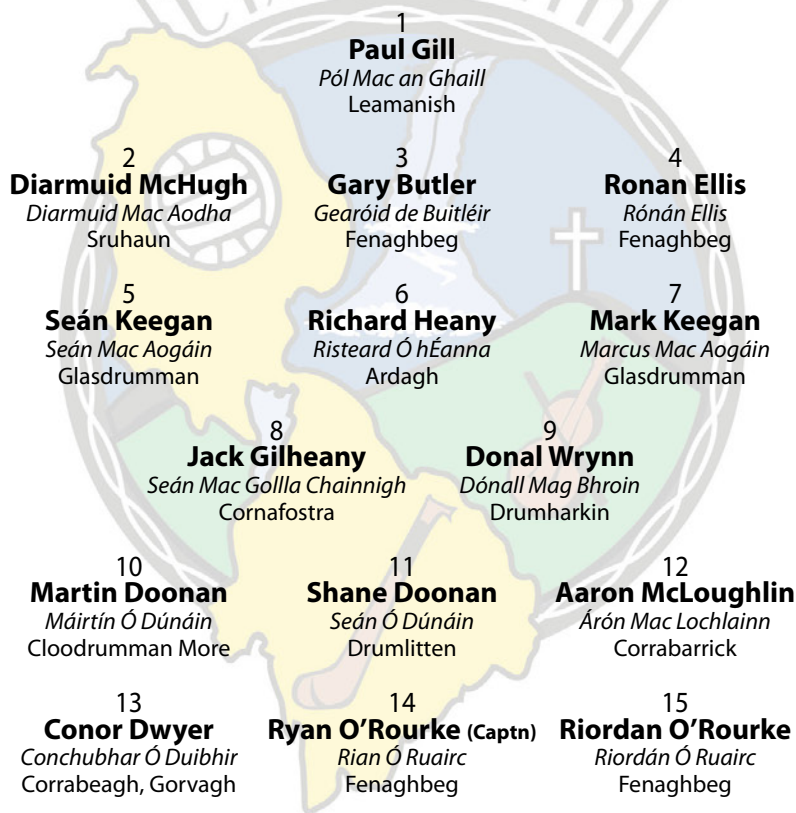 1
Paul Gill
Pól Mac an Ghaill
Leamanish
2
Diarmuid McHugh
Diarmuid Mac Aodha
Sruhaun
3
Gary Butler
Gearóid de Buitléir
Fenaghbeg
4
Ronan Ellis
Rónán Ellis
Fenaghbeg
5
Seán Keegan
Seán Mac Aogáin
Glasdrumman
6
Richard Heany
Risteard Ó hÉanna
Ardagh
7
Mark Keegan
Marcus Mac Aogáin
Glasdrumman
8
Jack Gilheany
Seán Mac Gollla Chainnigh
Cornafostra
9
Donal Wrynn
Dónall Mag Bhroin
Drumharkin
10
Martin Doonan
Máirtín Ó Dúnáin
Cloodrumman More
11
Shane Doonan
Seán Ó Dúnáin
Drumlitten
12
Aaron McLoughlin
Árón Mac Lochlainn
Corrabarrick
13
Conor Dwyer
Conchubhar Ó Duibhir
Corrabeagh, Gorvagh
14
Ryan O’Rourke (Captn)
Rian Ó Ruairc
Fenaghbeg
15
Riordan O’Rourke
Riordán Ó Ruairc
Fenaghbeg